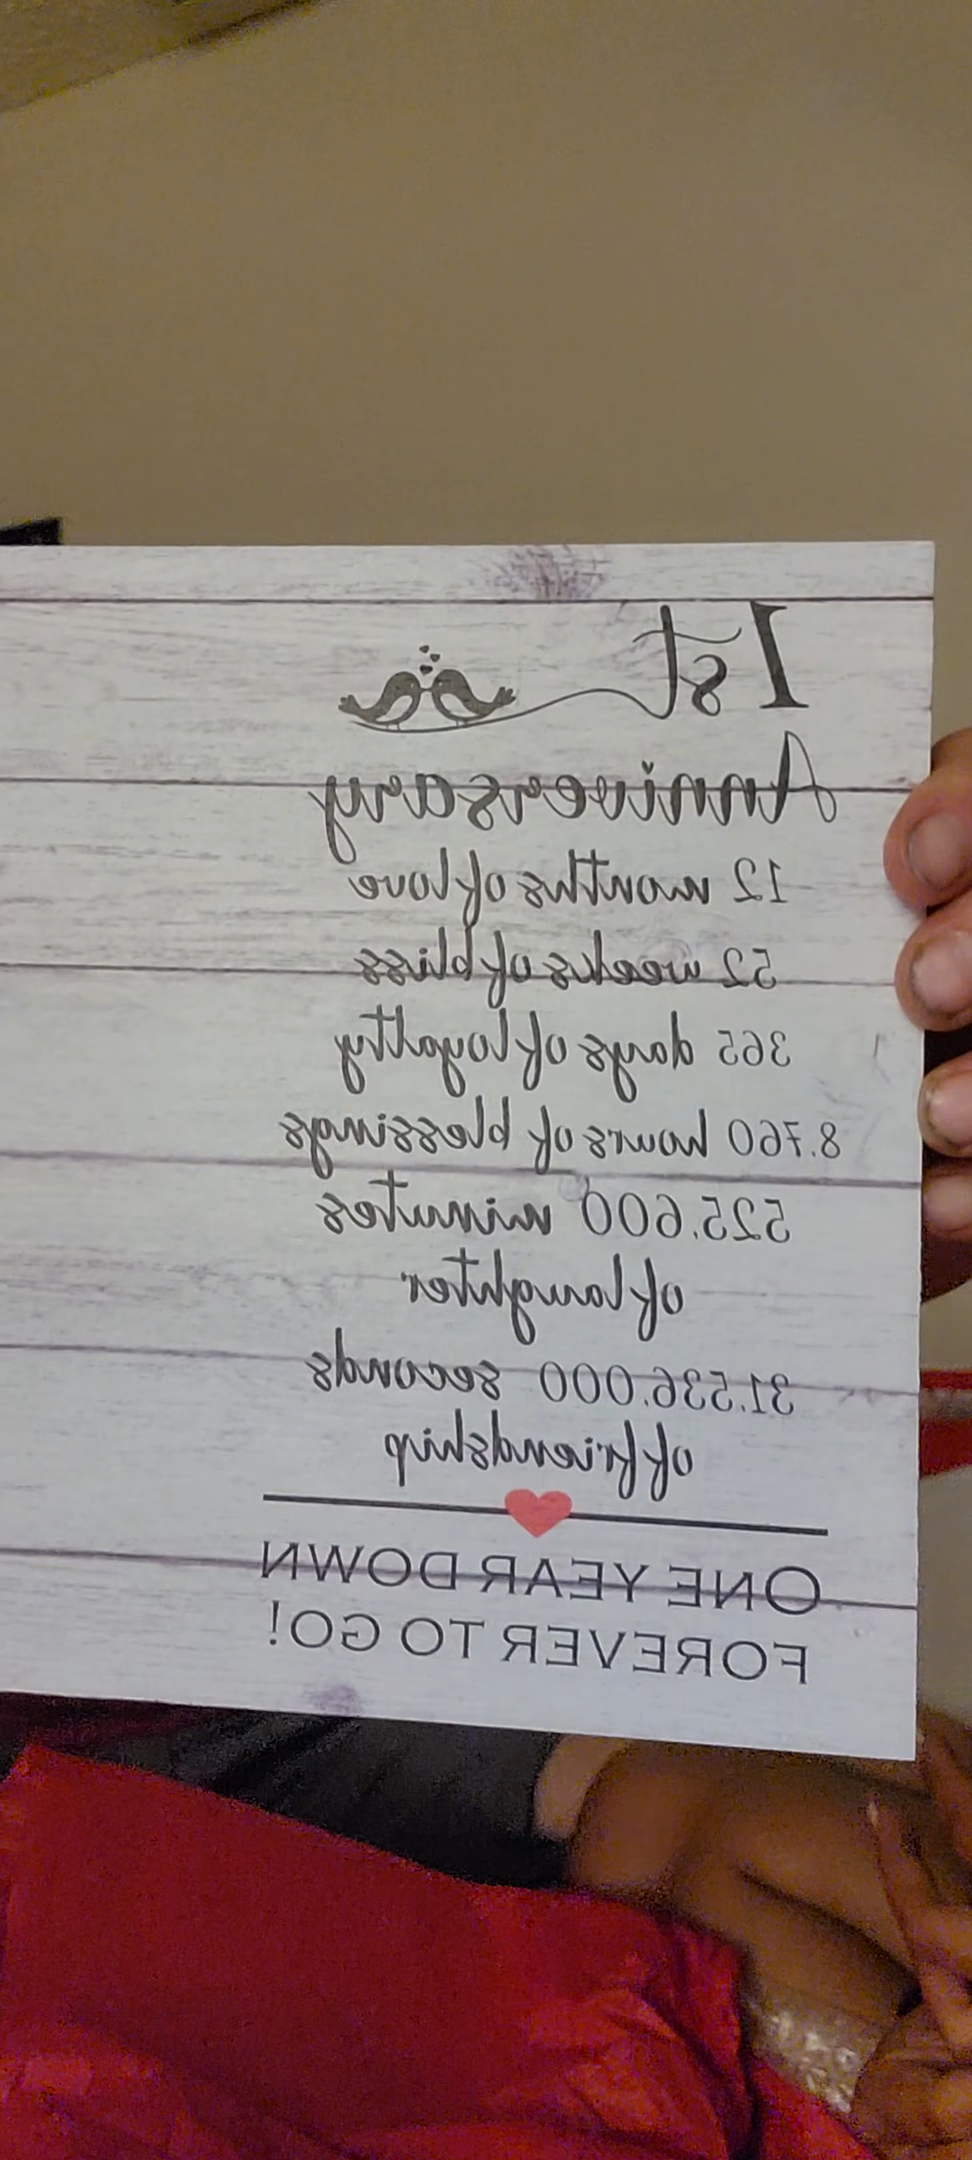 1st
Anniversary
12 months of love
52 weeks of bliss
365 days of loyalty
8.760 hours of blessings
525.600 minutes
of laughter
31.536.000 seconds
of friendship
ONE YEAR DOWN
FOREVER TO GO!